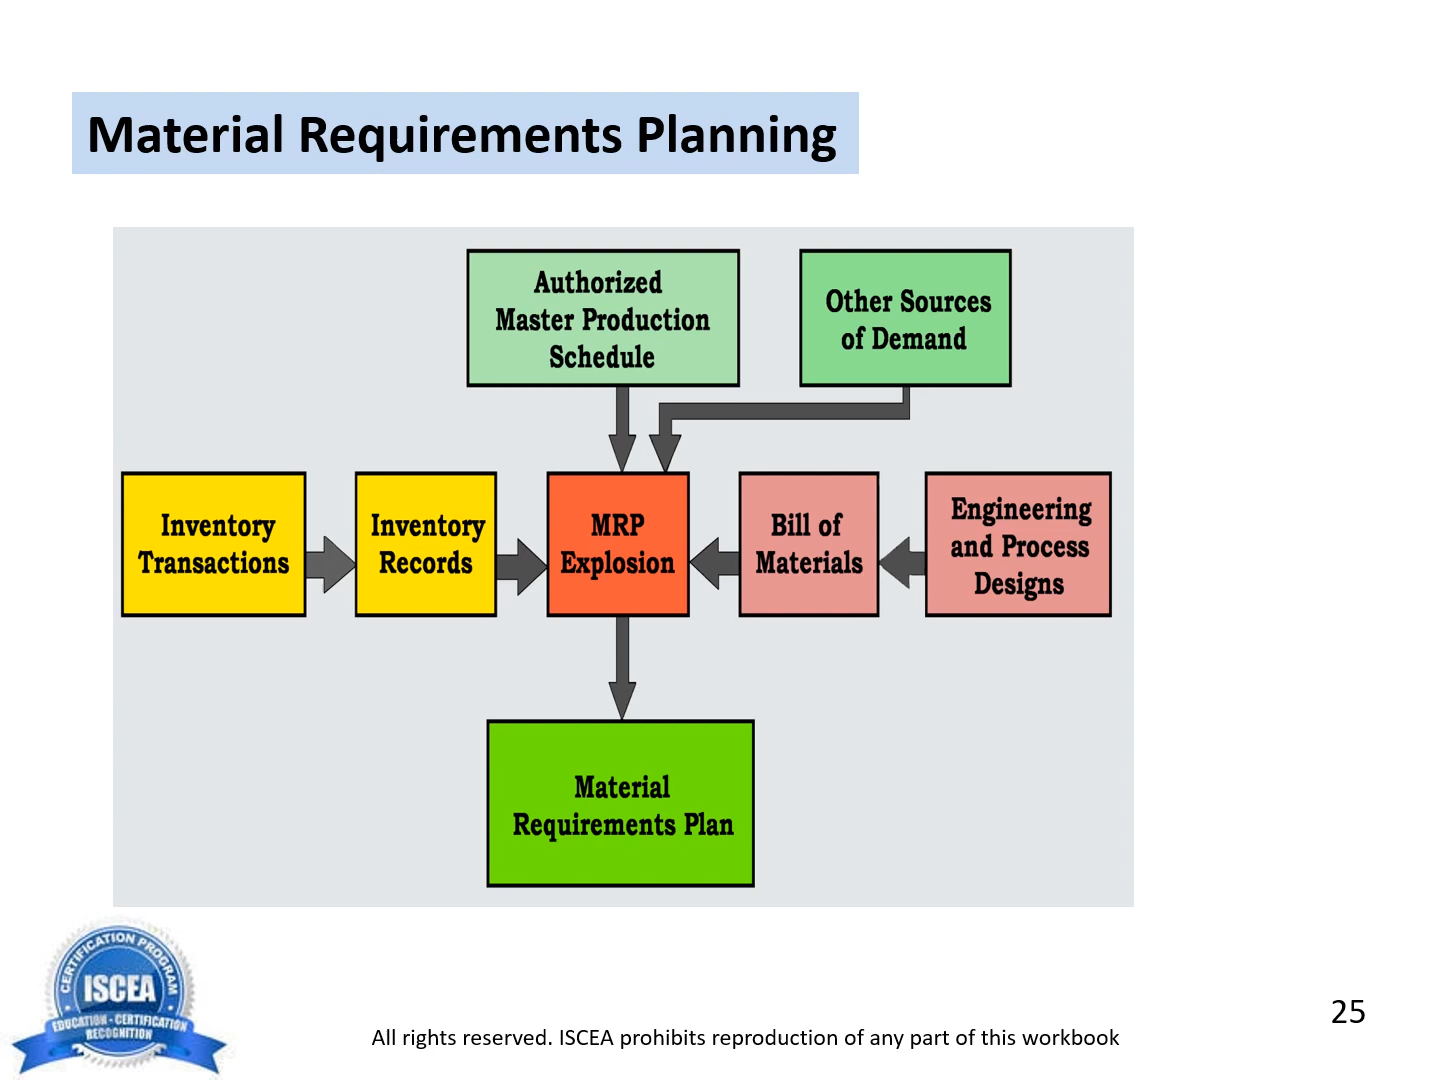 Material Requirements Planning
Authorized
Master Production
Schedule
Other Sources
of Demand
Inventory
Transactions
Inventory
Records
MRP
Explosion
Bill of
Materials
Engineering
and Process
Designs
Material
Requirements Plan
CERTIFICATION PROGRAM
ISCEA
EDUCATION - CERTIFICATION
RECOGNITION
All rights reserved. ISCEA prohibits reproduction of any part of this workbook
25